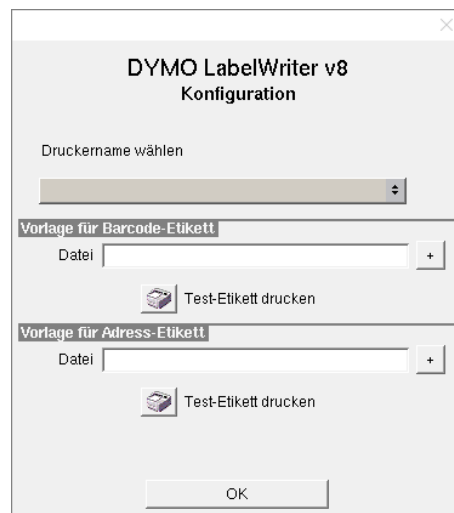 DYMO LabelWriter v8
Konfiguration
Druckername wählen
Vorlage für Barcode-Etikett
Datei +
Test-Etikett drucken
Vorlage für Adress-Etikett
Datei +
Test-Etikett drucken
OK